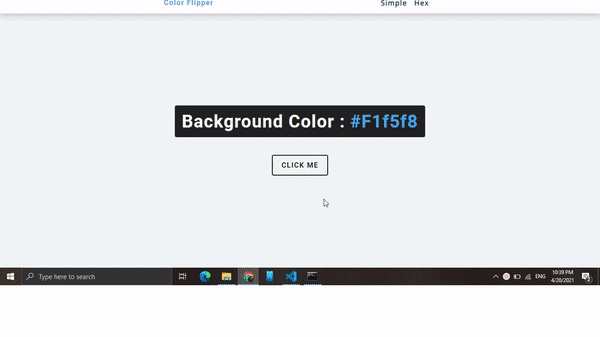 Color Flipper Simple Hex
Background Color : #F1f5f8
CLICK ME
Type here to search
ENG
10:39 PM
4/20/2021